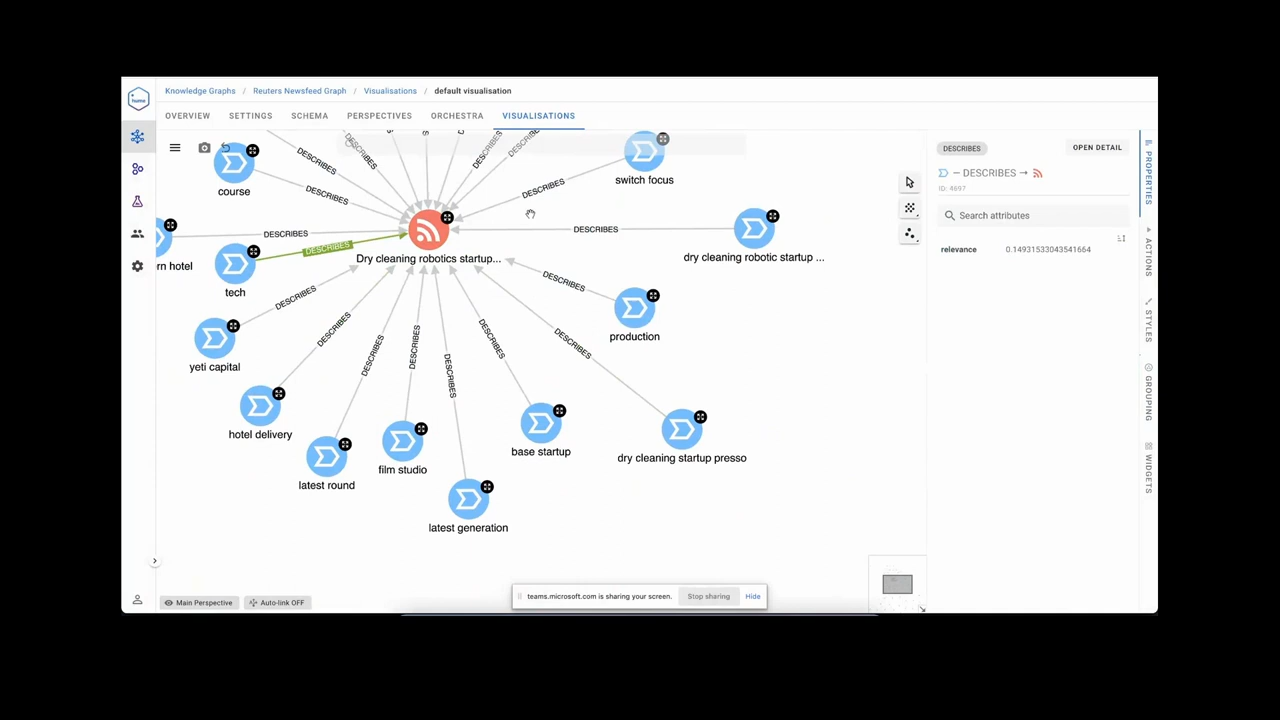 hume
Knowledge Graphs / Reuters Newsfeed Graph / Visualisations / default visualisation
OVERVIEW SETTINGS SCHEMA PERSPECTIVES ORCHESTRA VISUALISATIONS
DESCRIBES
DESCRIBES
DESCRIBES
DESCRIBES
course
switch focus
DESCRIBES
DESCRIBES
DESCRIBES
DESCRIBES
DESCRIBES
rn hotel
tech
Dry cleaning robotics startup...
dry cleaning robotic startup ...
DESCRIBES
DESCRIBES
production
DESCRIBES
DESCRIBES
DESCRIBES
DESCRIBES
DESCRIBES
DESCRIBES
yeti capital
hotel delivery
base startup
dry cleaning startup presso
film studio
latest round
latest generation
DESCRIBES OPEN DETAIL
– DESCRIBES →
ID: 4697
Search attributes
relevance 0.14931533043541664
PROPERTIES
ACTIONS
STYLES
GROUPING
WIDGETS
Main Perspective Auto-link OFF
teams.microsoft.com is sharing your screen. Stop sharing Hide